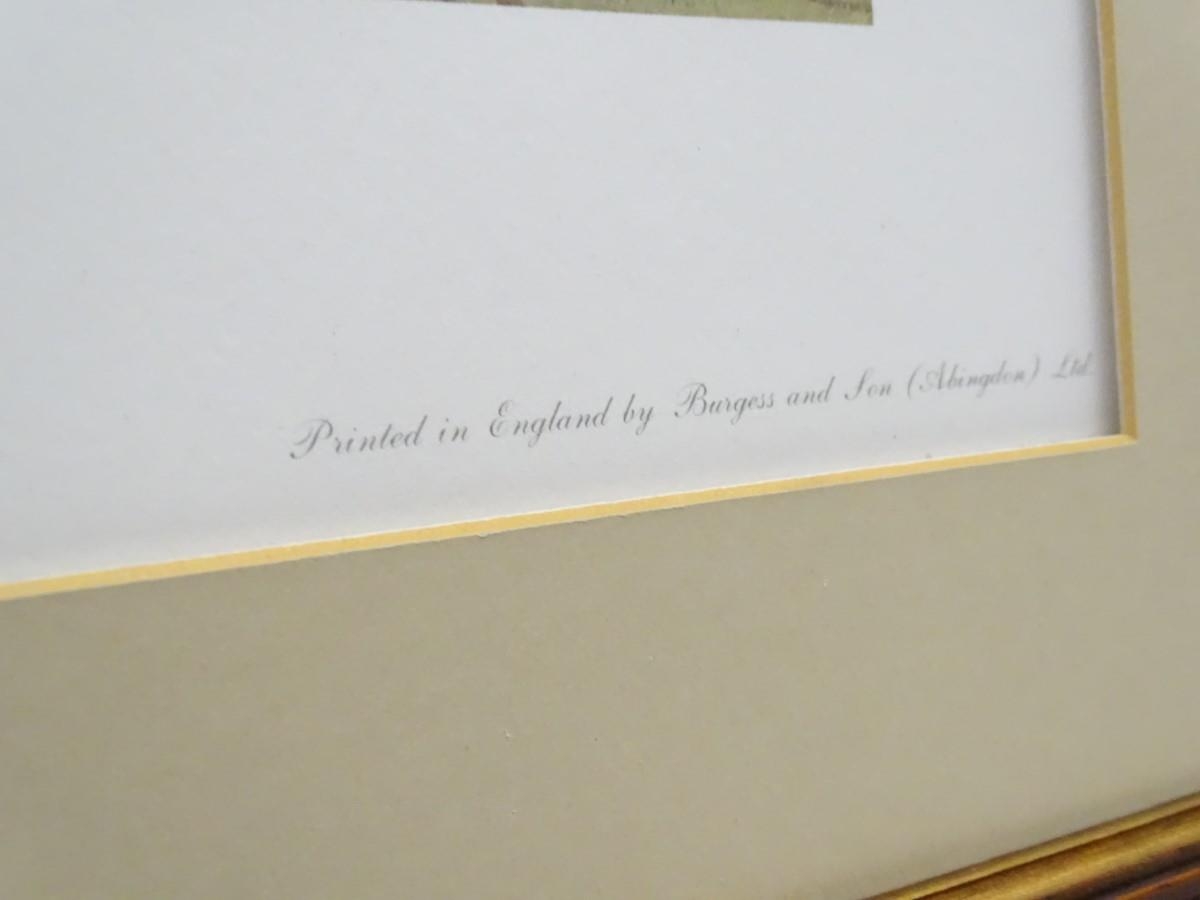 Printed in England by Burgess and Son (Abingdon) Ltd.